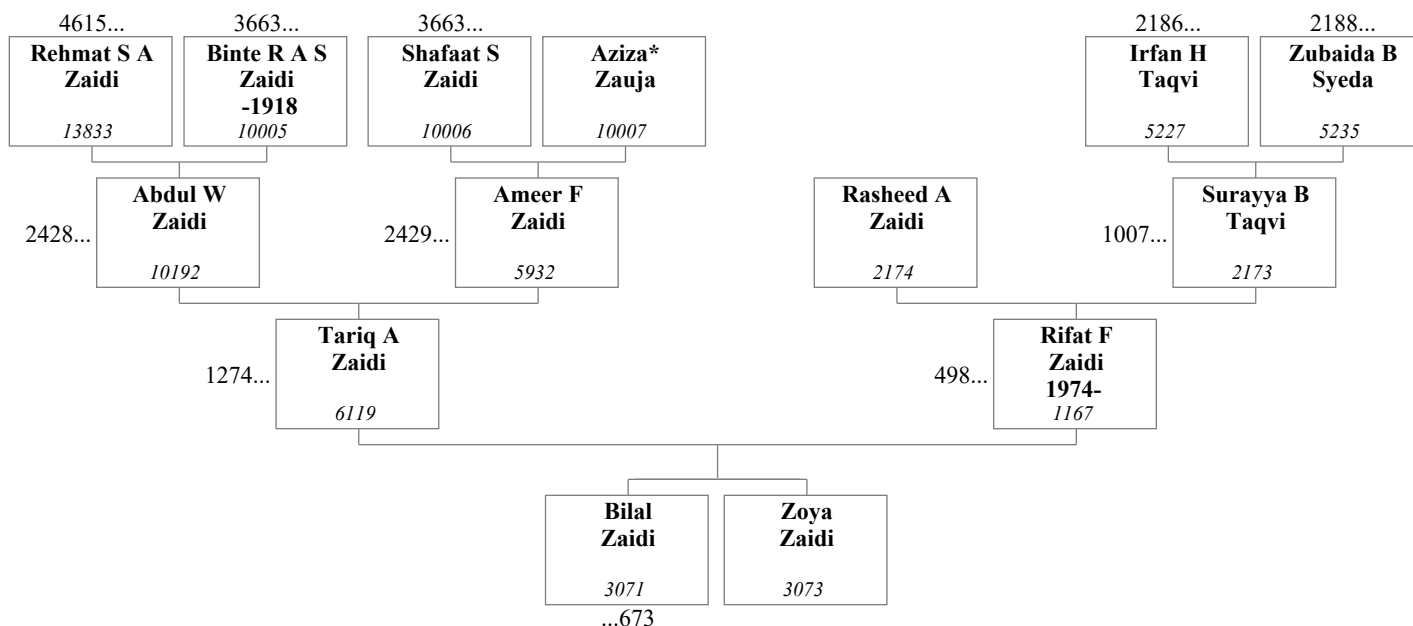 4615...
3663...
3663...
2186...
2188...
Rehmat S A
Zaidi
13833
Binte R A S
Zaidi
-1918
10005
Shafaat S
Zaidi
10006
Aziza*
Zauja
10007
Irfan H
Taqvi
5227
Zubaida B
Syeda
5235
2428...
Abdul W
Zaidi
10192
2429...
Ameer F
Zaidi
5932
Rasheed A
Zaidi
2174
1007...
Surayya B
Taqvi
2173
1274...
Tariq A
Zaidi
6119
498...
Rifat F
Zaidi
1974-
1167
Bilal
Zaidi
3071
Zoya
Zaidi
3073
...673